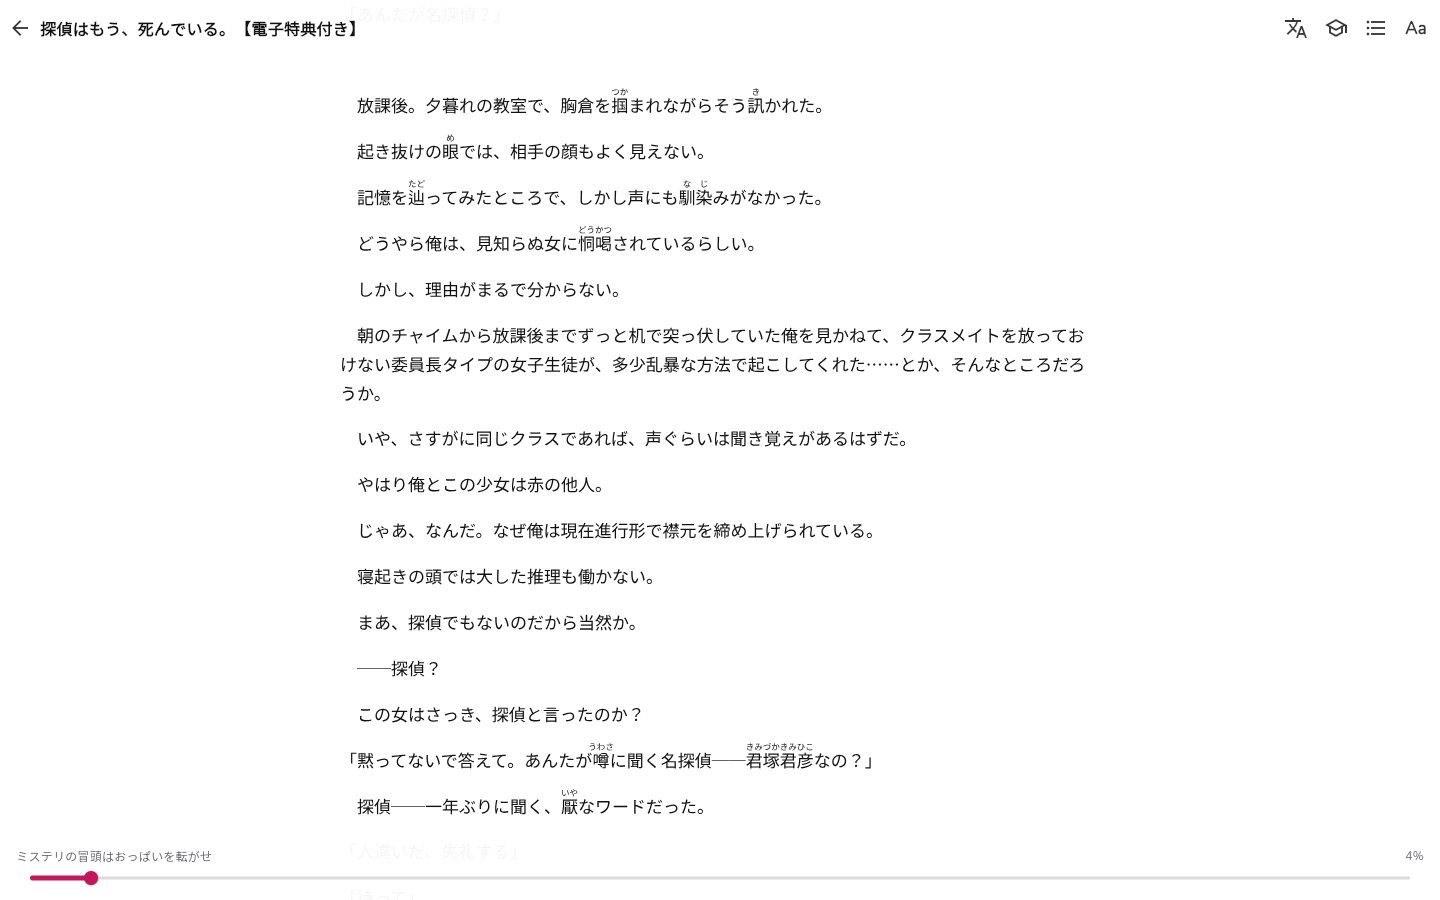 「あんたが名探偵？」
探偵はもう、死んでいる。【電子特典付き】
Aa
放課後。夕暮れの教室で、胸倉を掴まれながらそう訊かれた。
起き抜けの眼では、相手の顔もよく見えない。
記憶を辿ってみたところで、しかし声にも馴染みがなかった。
どうやら俺は、見知らぬ女に恫喝されているらしい。
しかし、理由がまるで分からない。
朝のチャイムから放課後までずっと机で突っ伏していた俺を見かねて、クラスメイトを放ってお
けない委員長タイプの女子生徒が、多少乱暴な方法で起こしてくれた……とか、そんなところだろ
うか。
いや、さすがに同じクラスであれば、声ぐらいは聞き覚えがあるはずだ。
やはり俺とこの少女は赤の他人。
じゃあ、なんだ。なぜ俺は現在進行形で襟元を締め上げられている。
寝起きの頭では大した推理も働かない。
まあ、探偵でもないのだから当然か。
──探偵？
この女はさっき、探偵と言ったのか？
「黙ってないで答えて。あんたが噂に聞く名探偵──君塚君彦なの？」
探偵──一年ぶりに聞く、厭なワードだった。
「人違いだ。失礼する」
ミステリの冒頭はおっぱいを転がせ
4%
「待って」